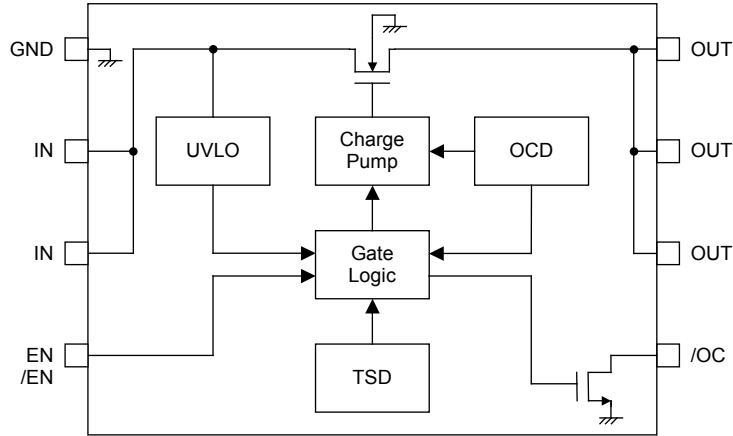 GND
OUT
IN
UVLO
Charge
Pump
OCD
OUT
IN
Gate
Logic
OUT
EN
/EN
TSD
/OC